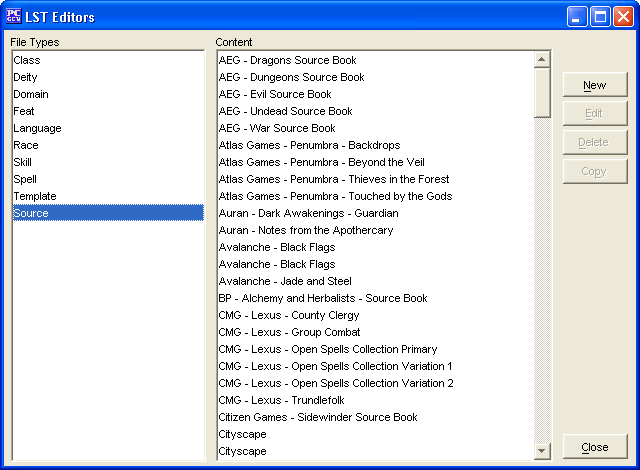 PC GEN LST Editors
File Types
Class
Deity
Domain
Feat
Language
Race
Skill
Spell
Template
Source
Content
AEG - Dragons Source Book
AEG - Dungeons Source Book
AEG - Evil Source Book
AEG - Undead Source Book
AEG - War Source Book
Atlas Games - Penumbra - Backdrops
Atlas Games - Penumbra - Beyond the Veil
Atlas Games - Penumbra - Thieves in the Forest
Atlas Games - Penumbra - Touched by the Gods
Auran - Dark Awakenings - Guardian
Auran - Notes from the Apothecary
Avalanche - Black Flags
Avalanche - Black Flags
Avalanche - Jade and Steel
BP - Alchemy and Herbalists - Source Book
CMG - Lexus - County Clergy
CMG - Lexus - Group Combat
CMG - Lexus - Open Spells Collection Primary
CMG - Lexus - Open Spells Collection Variation 1
CMG - Lexus - Open Spells Collection Variation 2
CMG - Lexus - Trundlefolk
Citizen Games - Sidewinder Source Book
Cityscape
Cityscape
New
Edit
Delete
Copy
Close